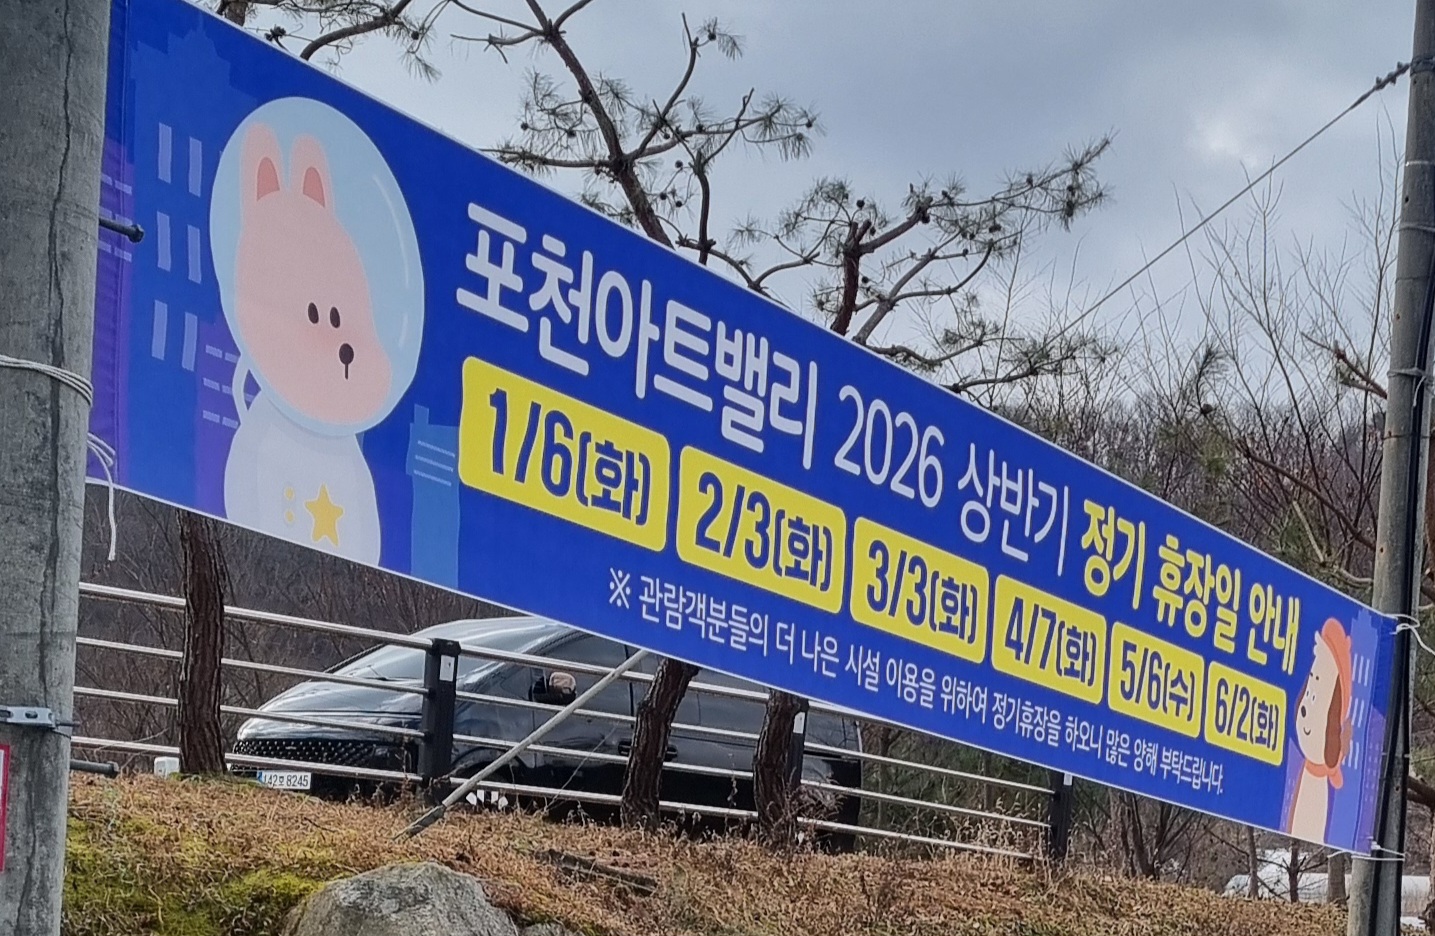 포천아트밸리 2026 상반기 정기 휴장일 안내
1/6(화) 2/3(화) 3/3(화) 4/7(화) 5/6(수) 6/2(화)
※ 관람객분들의 더 나은 시설 이용을 위하여 정기휴장을 하오니 많은 양해 부탁드립니다.
8245